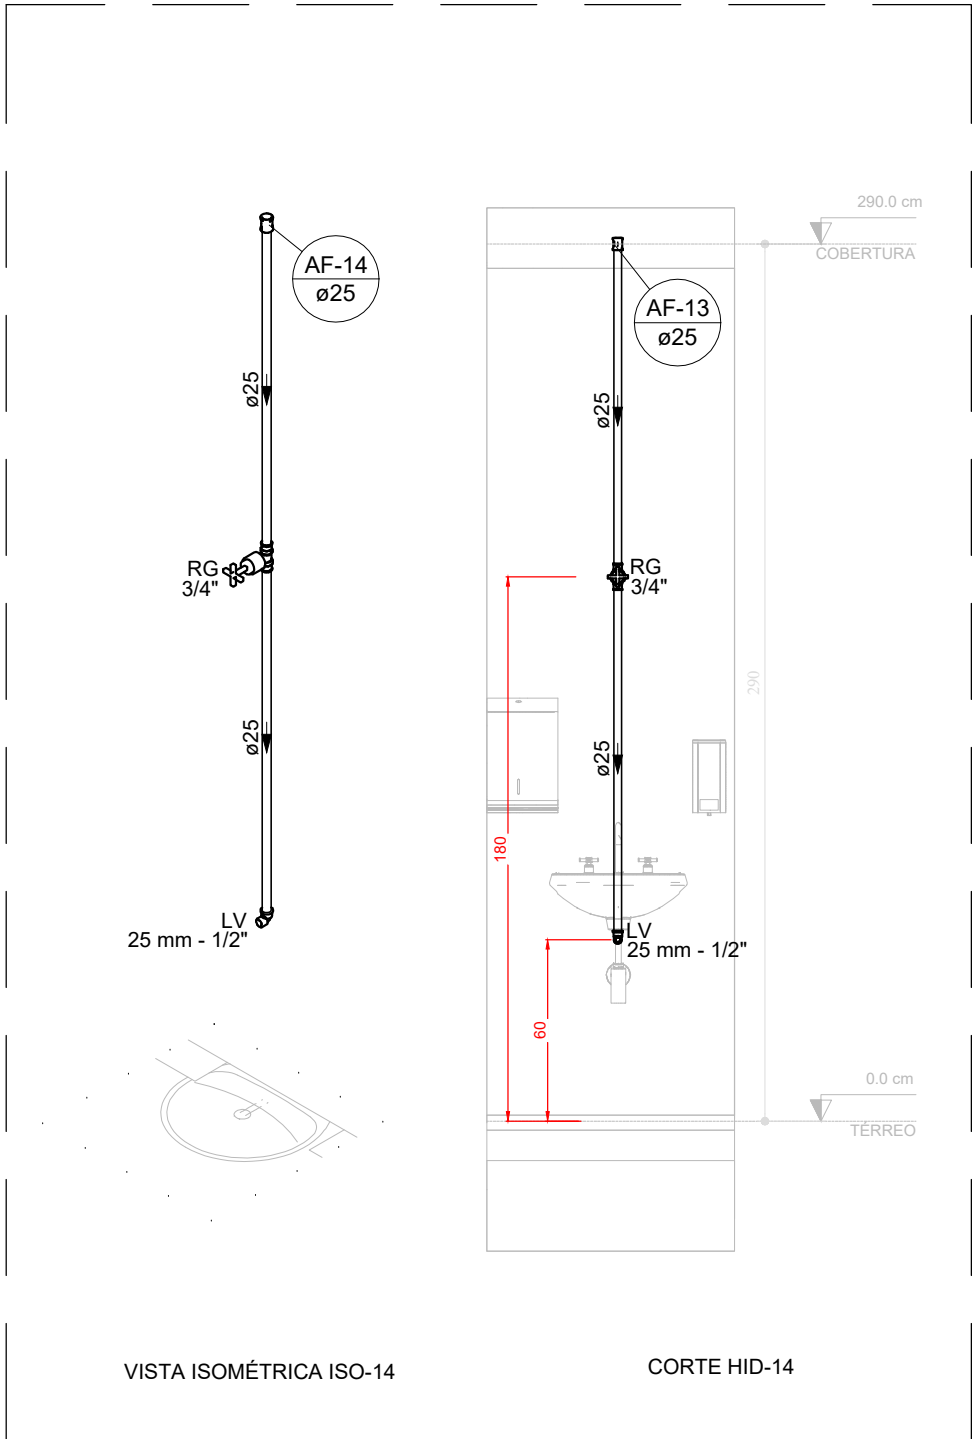 AF-14
ø25
ø25
RG
3/4"
ø25
LV
25 mm - 1/2"
VISTA ISOMÉTRICA ISO-14
290.0 cm
COBERTURA
AF-13
ø25
ø25
RG
3/4"
290
ø25
180
LV
25 mm - 1/2"
60
0.0 cm
TÉRREO
CORTE HID-14